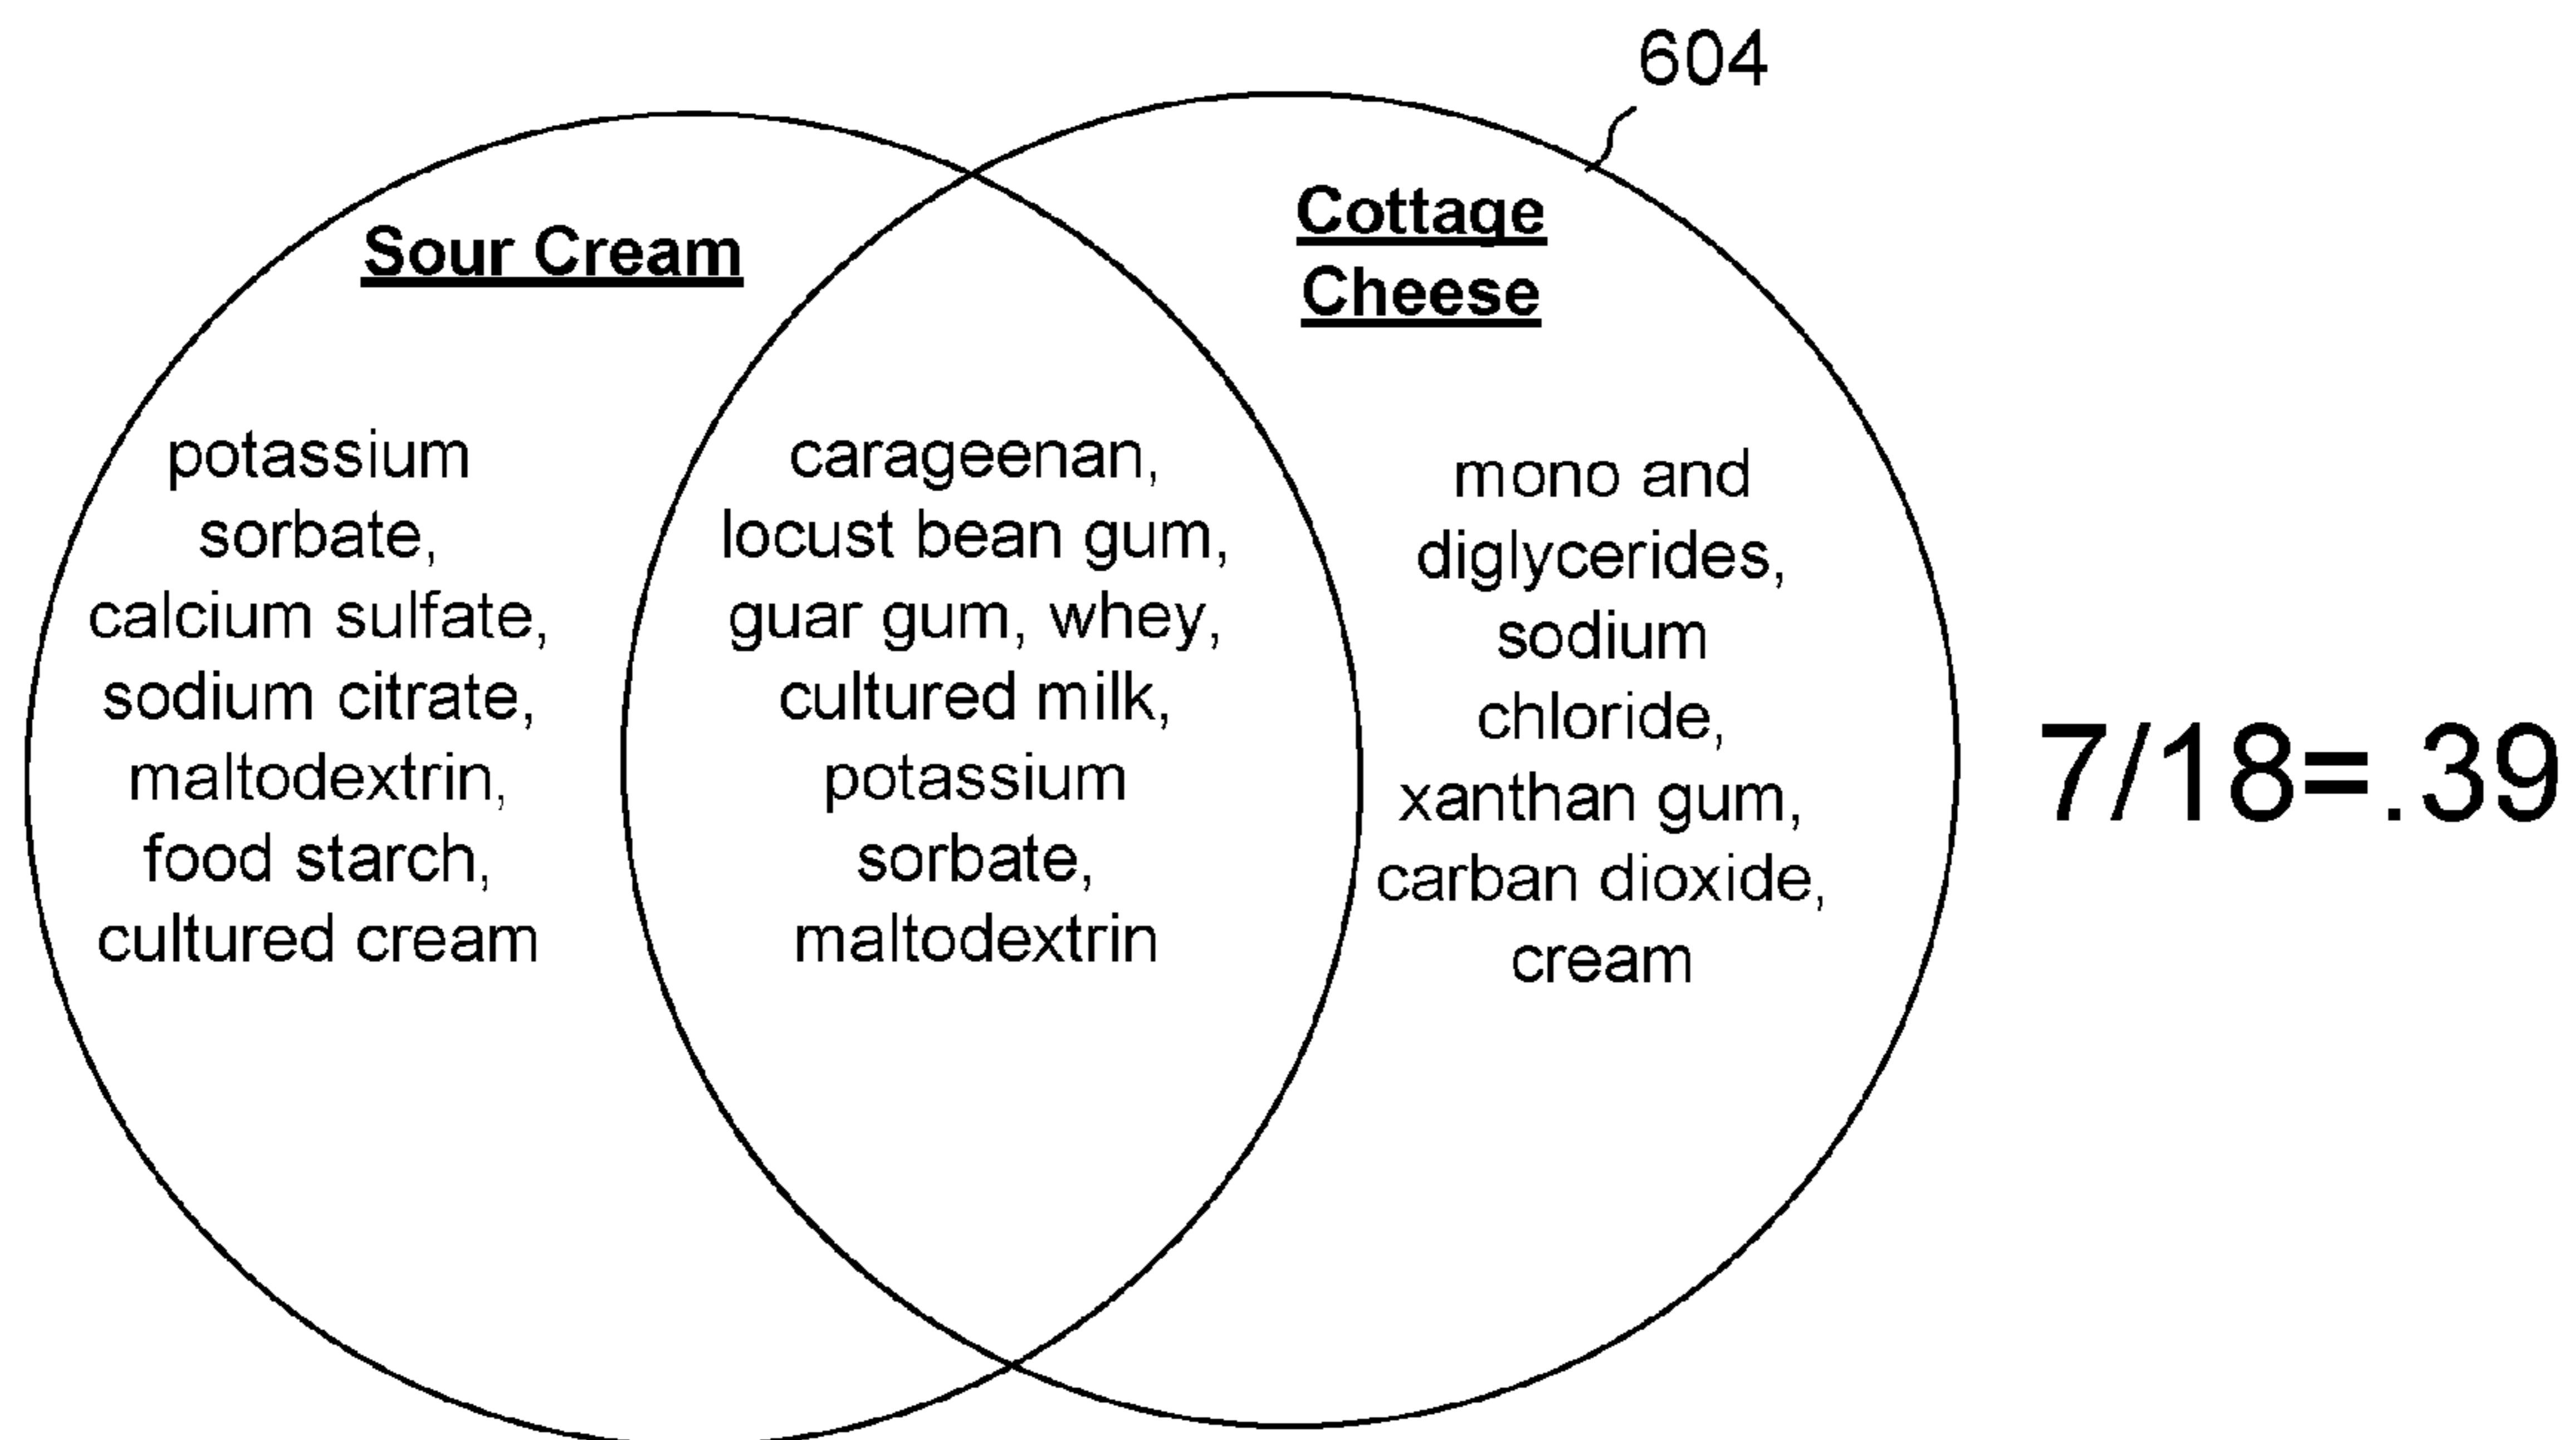 604
Sour Cream
potassium
sorbate,
calcium sulfate,
sodium citrate,
maltodextrin,
food starch,
cultured cream
carageenan,
locust bean gum,
guar gum, whey,
cultured milk,
potassium
sorbate,
maltodextrin
Cottage
Cheese
mono and
diglycerides,
sodium
chloride,
xanthan gum,
carban dioxide,
cream
7/18=.39